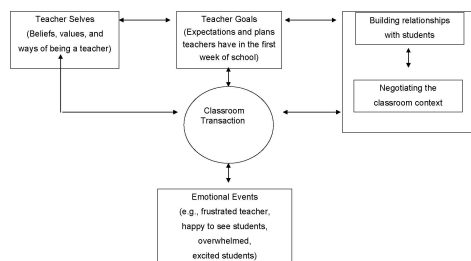 Teacher Selves
(Beliefs, values, and
ways of being a teacher)
Teacher Goals
(Expectations and plans
teachers have in the first
week of school)
Building relationships
with students
Negotiating the
classroom context
Classroom
Transaction
Emotional Events
(e.g., frustrated teacher,
happy to see students,
overwhelmed,
excited students)